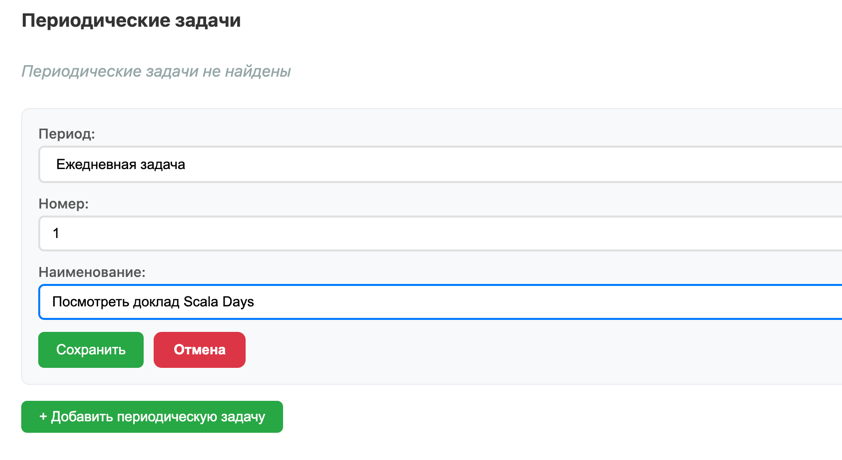 Периодические задачи
Периодические задачи не найдены
Период:
Ежедневная задача
Номер:
1
Наименование:
Посмотреть доклад Scala Days
Сохранить
Отмена
+ Добавить периодическую задачу